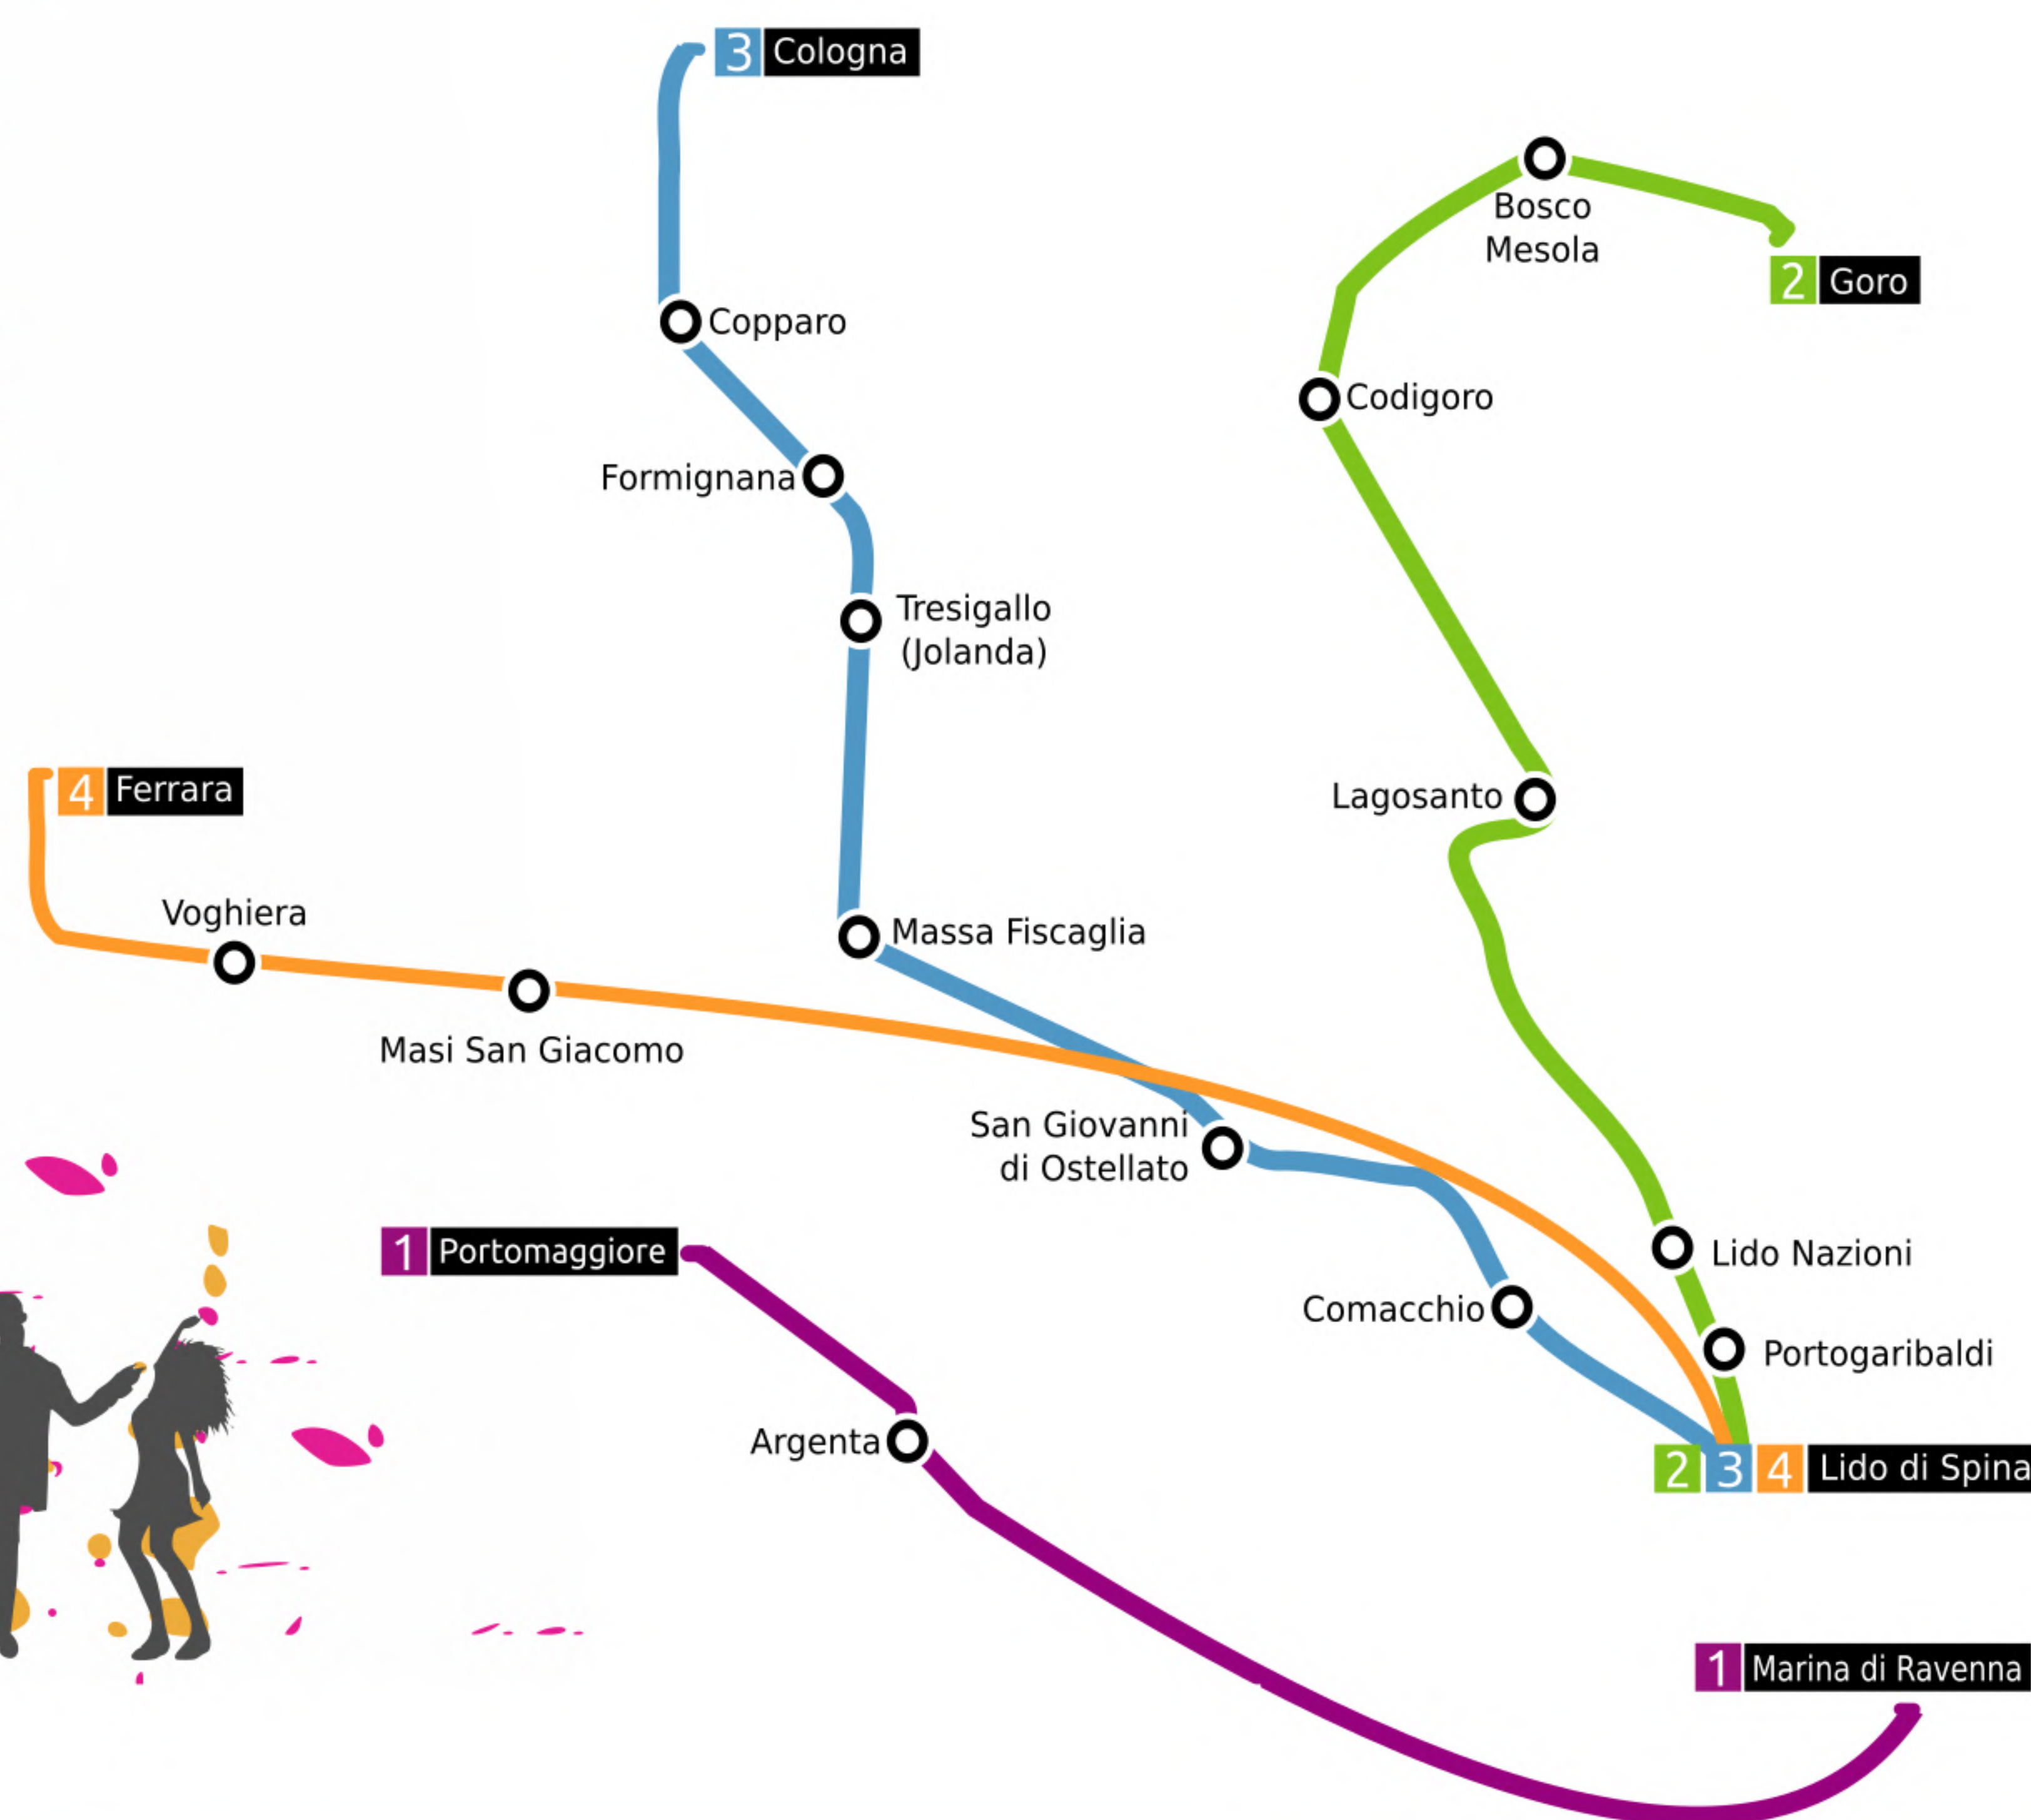 3 Cologna
Bosco
Mesola
2 Goro
Copparo
Codigoro
Formignana
Tresigallo
(Jolanda)
4 Ferrara
Lagosanto
Voghiera
Massa Fiscaglia
Masi San Giacomo
San Giovanni
di Ostellato
1 Portomaggiore
Lido Nazioni
Comacchio
Portogaribaldi
Argenta
2 3 4 Lido di Spina
1 Marina di Ravenna